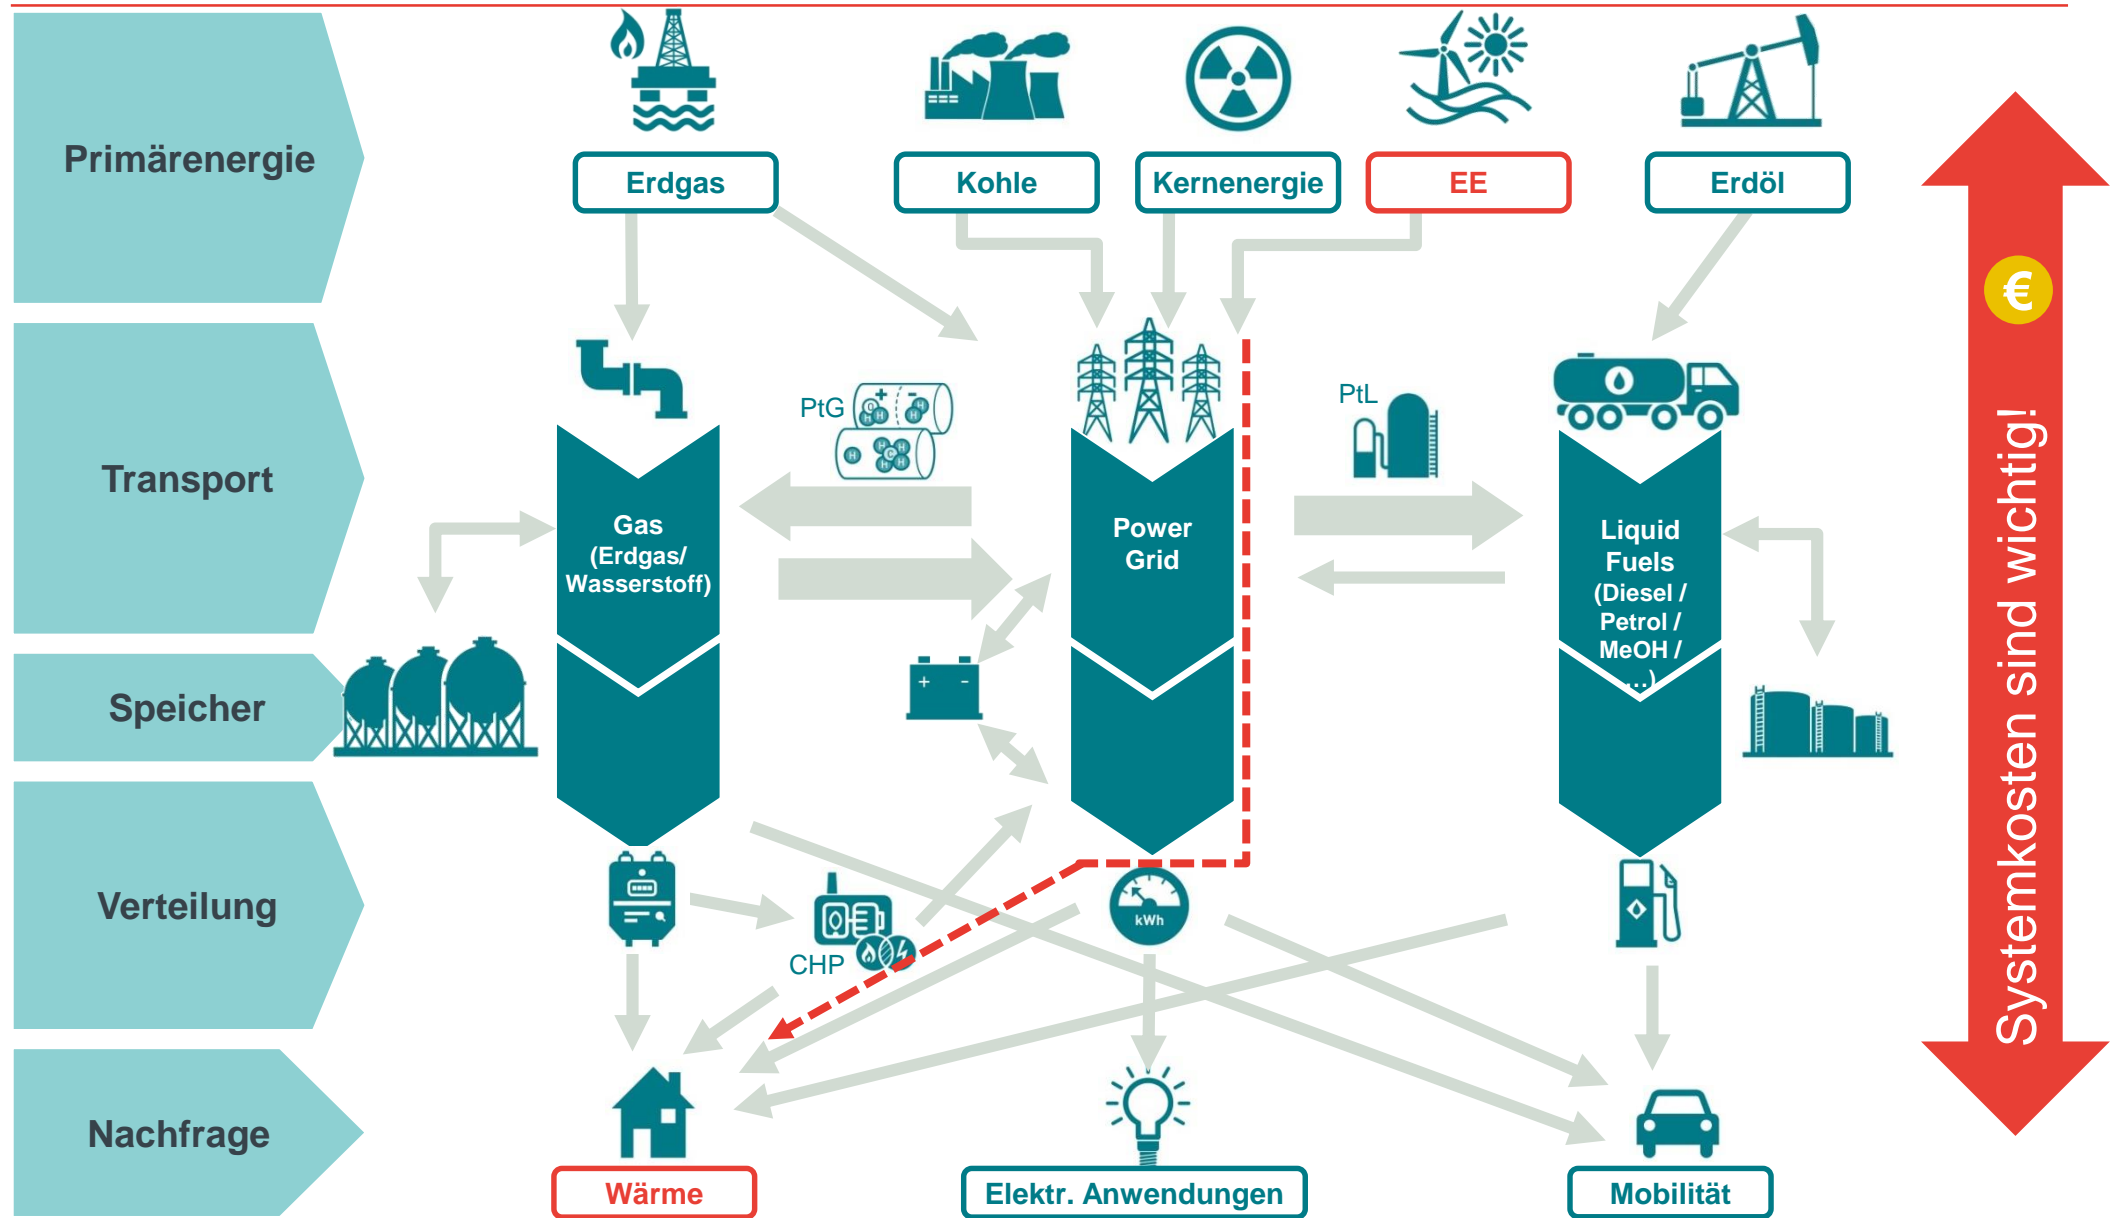 Primärenergie
Erdgas
Kohle
Kernenergie
EE
Erdöl
€
Systemkosten sind wichtig!
Transport
PtG
PtL
Gas
(Erdgas/
Wasserstoff)
Power
Grid
Liquid
Fuels
(Diesel /
Petrol /
MeOH /
...)
Speicher
+ -
Verteilung
CHP
kWh
Nachfrage
Wärme
Elektr. Anwendungen
Mobilität